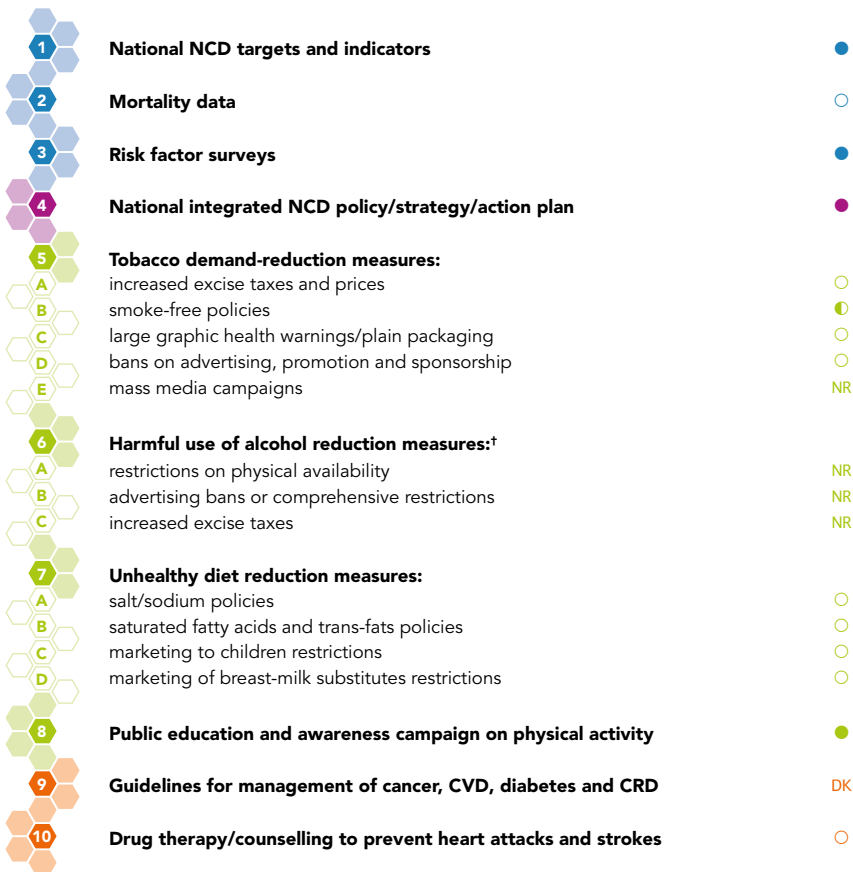 1 National NCD targets and indicators ●
2 Mortality data ○
3 Risk factor surveys ●
4 National integrated NCD policy/strategy/action plan ●
5 Tobacco demand-reduction measures:
A increased excise taxes and prices ○
B smoke-free policies ◐
C large graphic health warnings/plain packaging ○
D bans on advertising, promotion and sponsorship ○
E mass media campaigns NR
6 Harmful use of alcohol reduction measures:†
A restrictions on physical availability NR
B advertising bans or comprehensive restrictions NR
C increased excise taxes NR
7 Unhealthy diet reduction measures:
A salt/sodium policies ○
B saturated fatty acids and trans-fats policies ○
C marketing to children restrictions ○
D marketing of breast-milk substitutes restrictions ○
8 Public education and awareness campaign on physical activity ●
9 Guidelines for management of cancer, CVD, diabetes and CRD DK
10 Drug therapy/counselling to prevent heart attacks and strokes ○